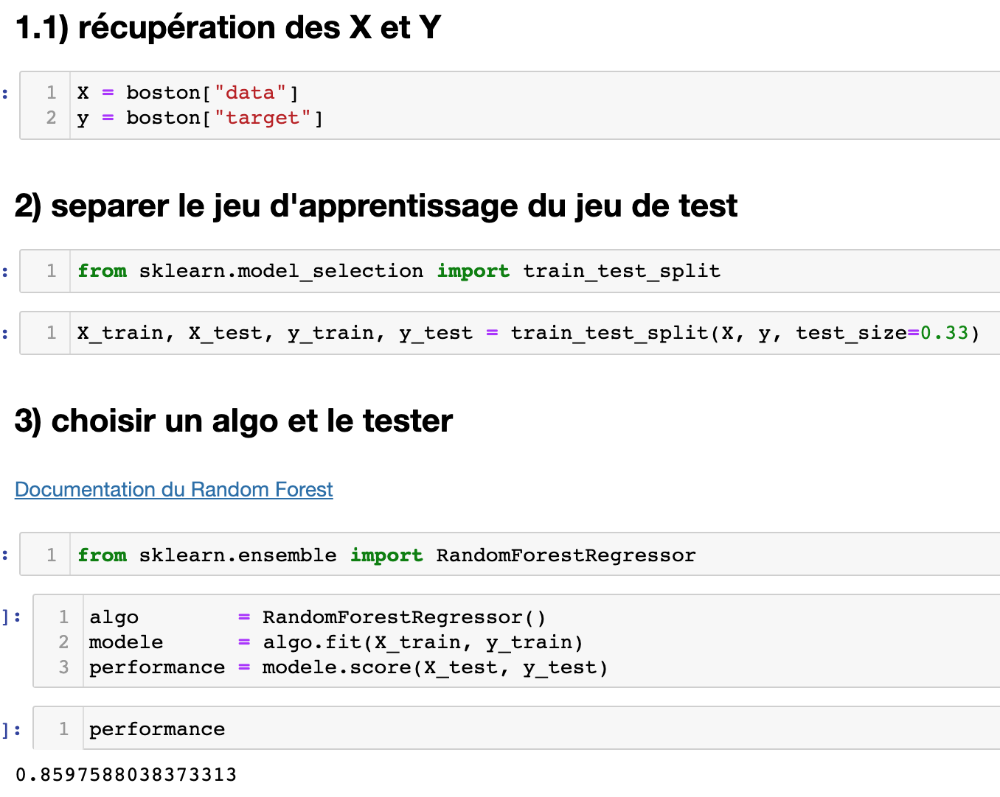 1.1) récupération des X et Y
:
1 X = boston["data"]
2 y = boston["target"]
2) separer le jeu d'apprentissage du jeu de test
:
1 from sklearn.model_selection import train_test_split
:
1 X_train, X_test, y_train, y_test = train_test_split(X, y, test_size=0.33)
3) choisir un algo et le tester
Documentation du Random Forest
:
1 from sklearn.ensemble import RandomForestRegressor
]:
1 algo        = RandomForestRegressor()
2 modele      = algo.fit(X_train, y_train)
3 performance = modele.score(X_test, y_test)
]:
1 performance
0.8597588038373313